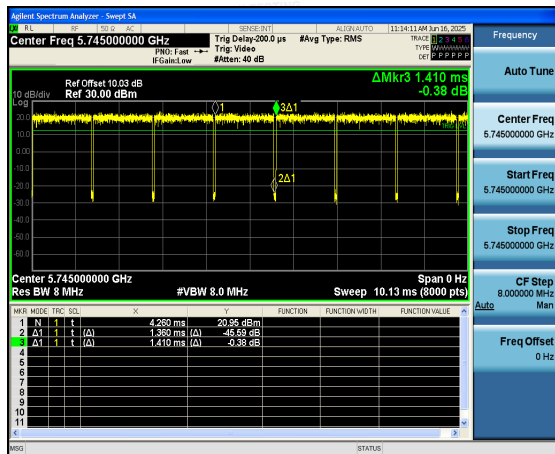 Agilent Spectrum Analyzer - Swept SA
RL RF 50 Ω AC SENSE:INT ALIGNAUTO 11:14:11 AM Jun 16, 2025
Center Freq 5.745000000 GHz
PNO: Fast
IFGain:Low
Trig Delay-200.0 µs
Trig: Video
#Atten: 40 dB
#Avg Type: RMS
TRACE 1 2 3 4 5 6
TYPE WWWWWW
DET P P P P P P
Ref Offset 10.03 dB
10 dB/div Ref 30.00 dBm
Log
ΔMkr3 1.410 ms
-0.38 dB
20.0
10.0
0.00
-10.0
-20.0
-30.0
-40.0
-50.0
-60.0
1
3Δ1
2Δ1
Center 5.745000000 GHz Span 0 Hz
Res BW 8 MHz #VBW 8.0 MHz Sweep 10.13 ms (8000 pts)
MKR MODE TRC SCL X Y FUNCTION FUNCTION WIDTH FUNCTION VALUE
1 N 1 t 4.260 ms 20.95 dBm
2 Δ1 1 t (Δ) 1.360 ms (Δ) -45.59 dB
3 Δ1 1 t (Δ) 1.410 ms (Δ) -0.38 dB
4
5
6
7
8
9
10
11
MSG STATUS
Frequency
Auto Tune
Center Freq
5.745000000 GHz
Start Freq
5.745000000 GHz
Stop Freq
5.745000000 GHz
CF Step
8.000000 MHz
Auto Man
Freq Offset
0 Hz